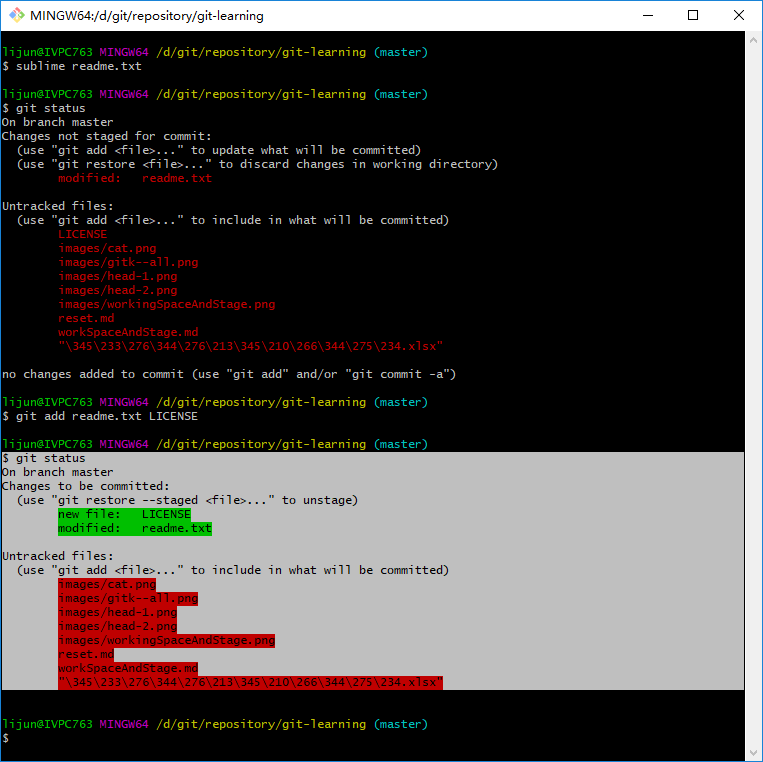 MINGW64:/d/git/repository/git-learning
lijun@IVPC763 MINGW64 /d/git/repository/git-learning (master)
$ sublime readme.txt
lijun@IVPC763 MINGW64 /d/git/repository/git-learning (master)
$ git status
On branch master
Changes not staged for commit:
  (use "git add <file>..." to update what will be committed)
  (use "git restore <file>..." to discard changes in working directory)
        modified:   readme.txt
Untracked files:
  (use "git add <file>..." to include in what will be committed)
        LICENSE
        images/cat.png
        images/gitk--all.png
        images/head-1.png
        images/head-2.png
        images/workingSpaceAndStage.png
        reset.md
        workSpaceAndStage.md
        "\345\233\276\344\276\213\345\210\266\344\275\234.xlsx"
no changes added to commit (use "git add" and/or "git commit -a")
lijun@IVPC763 MINGW64 /d/git/repository/git-learning (master)
$ git add readme.txt LICENSE
lijun@IVPC763 MINGW64 /d/git/repository/git-learning (master)
$ git status
On branch master
Changes to be committed:
  (use "git restore --staged <file>..." to unstage)
        new file:   LICENSE
        modified:   readme.txt
Untracked files:
  (use "git add <file>..." to include in what will be committed)
        images/cat.png
        images/gitk--all.png
        images/head-1.png
        images/head-2.png
        images/workingSpaceAndStage.png
        reset.md
        workSpaceAndStage.md
        "\345\233\276\344\276\213\345\210\266\344\275\234.xlsx"
lijun@IVPC763 MINGW64 /d/git/repository/git-learning (master)
$